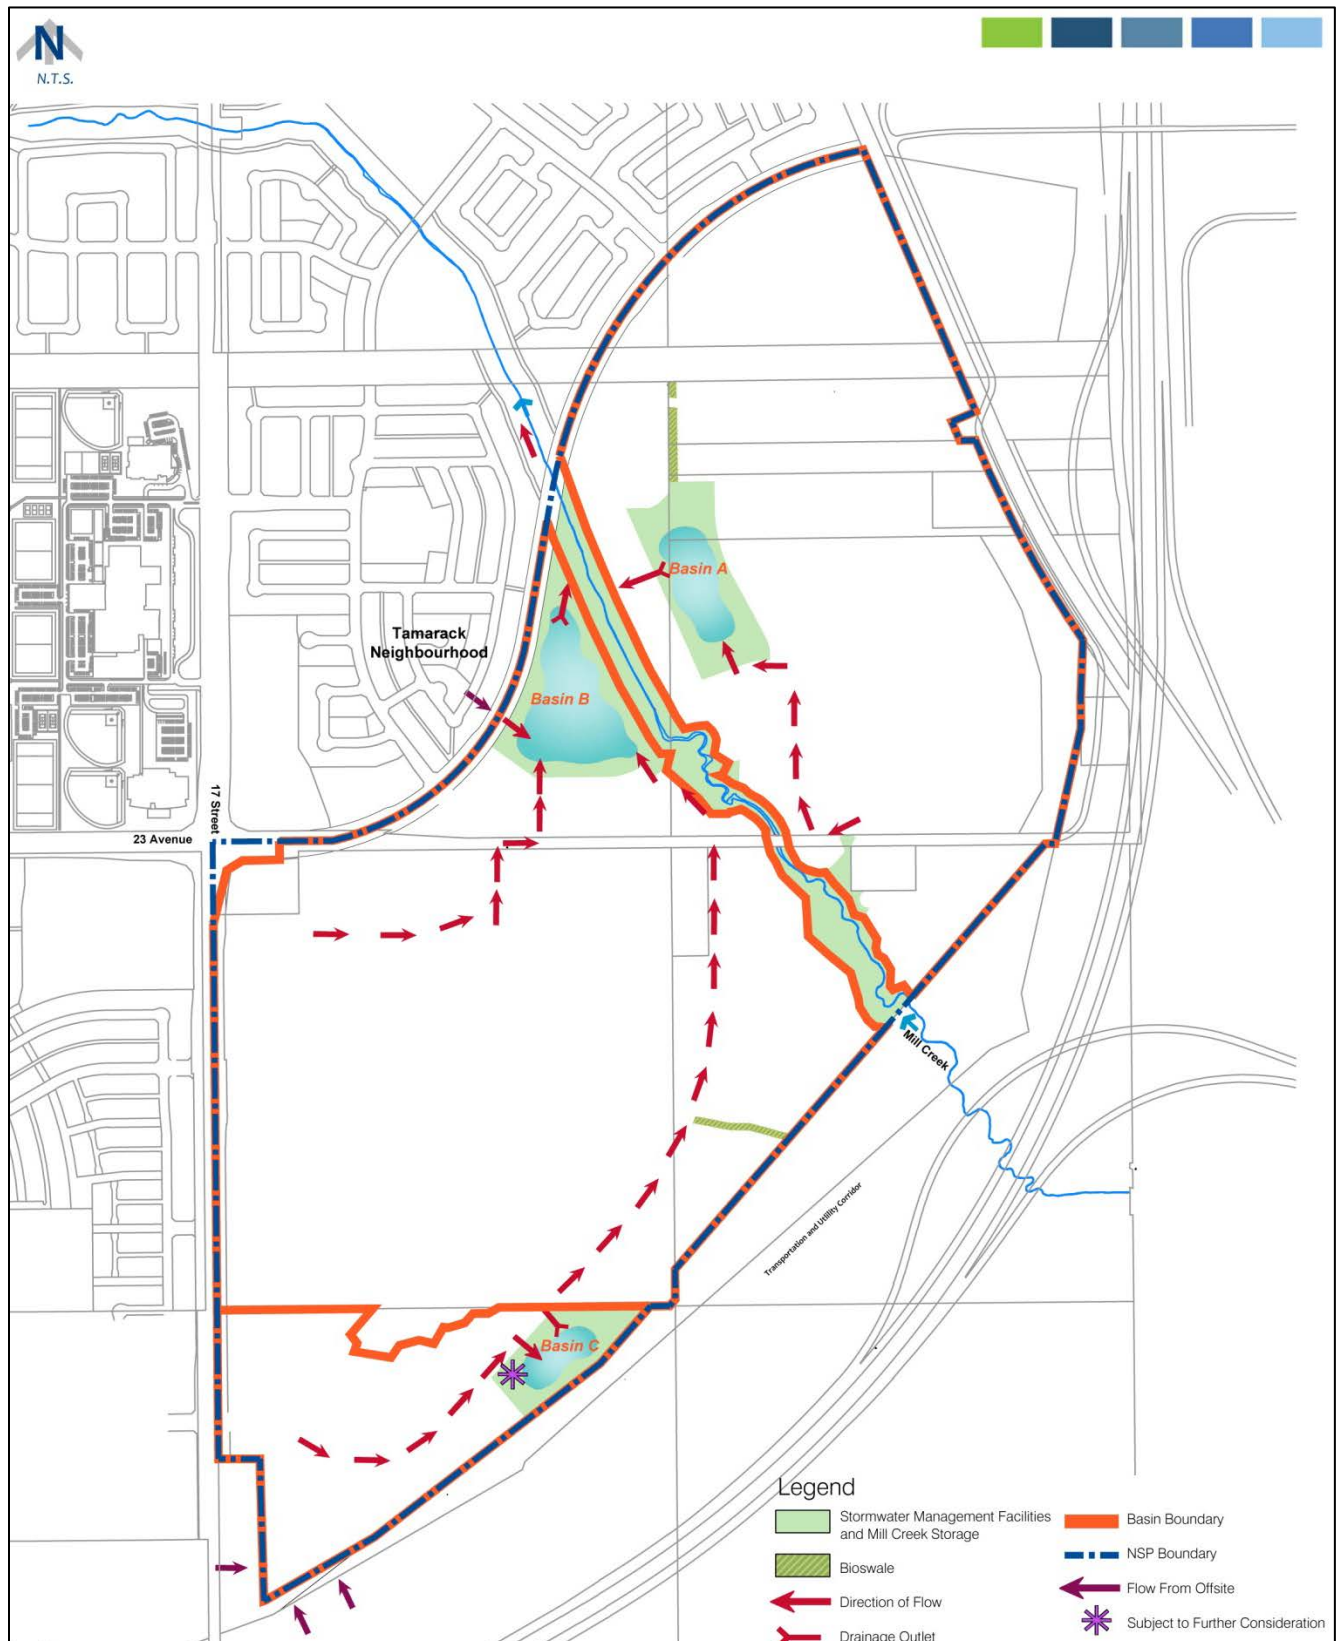 N
N.T.S.
Basin A
Tamarack
Neighbourhood
Basin B
17 Street
23 Avenue
Mill Creek
Transportation and Utility Corridor
Basin C
Legend
Stormwater Management Facilities
and Mill Creek Storage
Bioswale
Direction of Flow
Drainage Outlet
Basin Boundary
NSP Boundary
Flow From Offsite
Subject to Further Consideration